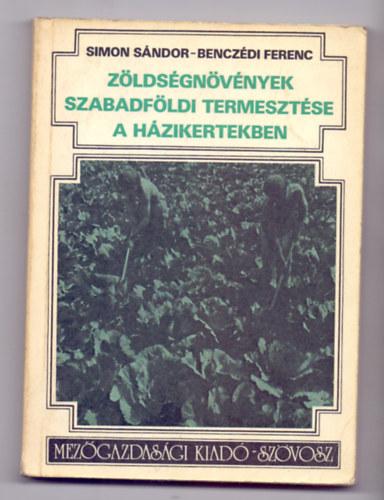 SIMON SÁNDOR-BENCZÉDI FERENC
ZÖLDSÉGNÖVÉNYEK
SZABADFÖLDI TERMESZTÉSE
A HÁZIKERTEKBEN
MEZŐGAZDASÁGI KIADÓ-SZÖVOSZ